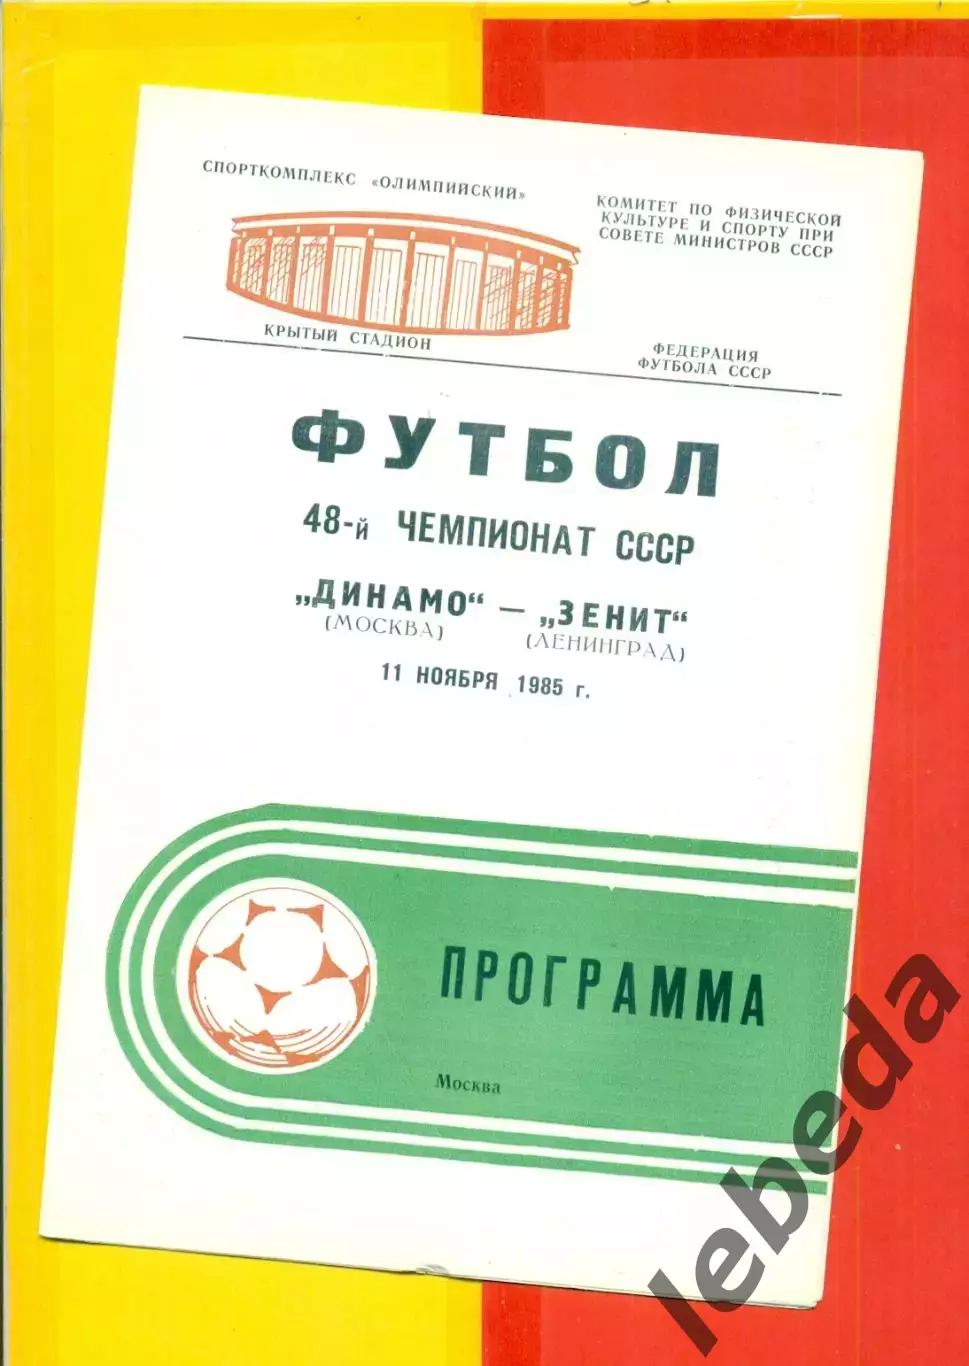 СПОРТКОМПЛЕКС «ОЛИМПИЙСКИЙ»
КРЫТЫЙ СТАДИОН
КОМИТЕТ ПО ФИЗИЧЕСКОЙ
КУЛЬТУРЕ И СПОРТУ ПРИ
СОВЕТЕ МИНИСТРОВ СССР
ФЕДЕРАЦИЯ
ФУТБОЛА СССР
ФУТБОЛ
48-й ЧЕМПИОНАТ СССР
„ДИНАМО“ — „ЗЕНИТ“
(МОСКВА) (ЛЕНИНГРАД)
11 НОЯБРЯ 1985 г.
ПРОГРАММА
Москва
lebeda